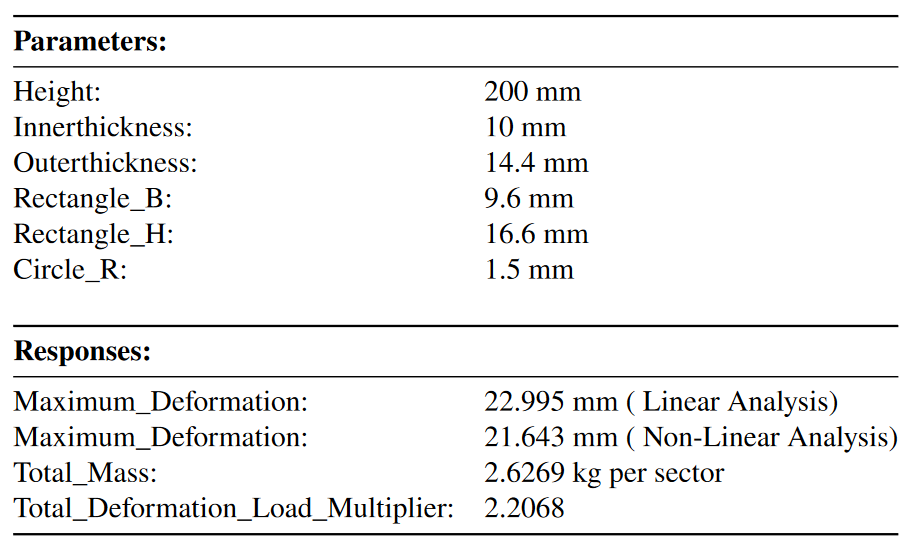 Parameters:
Height: 200 mm
Innerthickness: 10 mm
Outerthickness: 14.4 mm
Rectangle_B: 9.6 mm
Rectangle_H: 16.6 mm
Circle_R: 1.5 mm
Responses:
Maximum_Deformation: 22.995 mm ( Linear Analysis)
Maximum_Deformation: 21.643 mm ( Non-Linear Analysis)
Total_Mass: 2.6269 kg per sector
Total_Deformation_Load_Multiplier: 2.2068